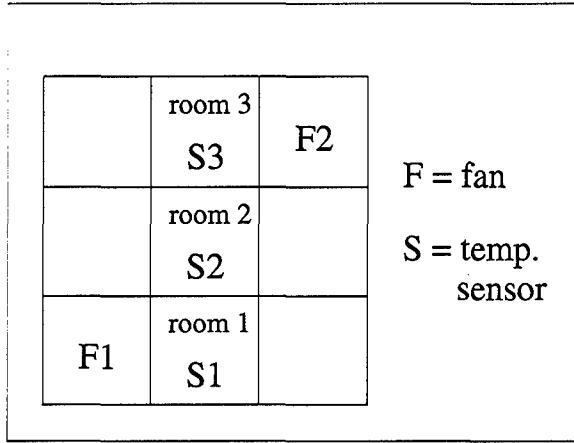 room 3
S3
F2
room 2
S2
room 1
F1
S1
F = fan
S = temp.
sensor